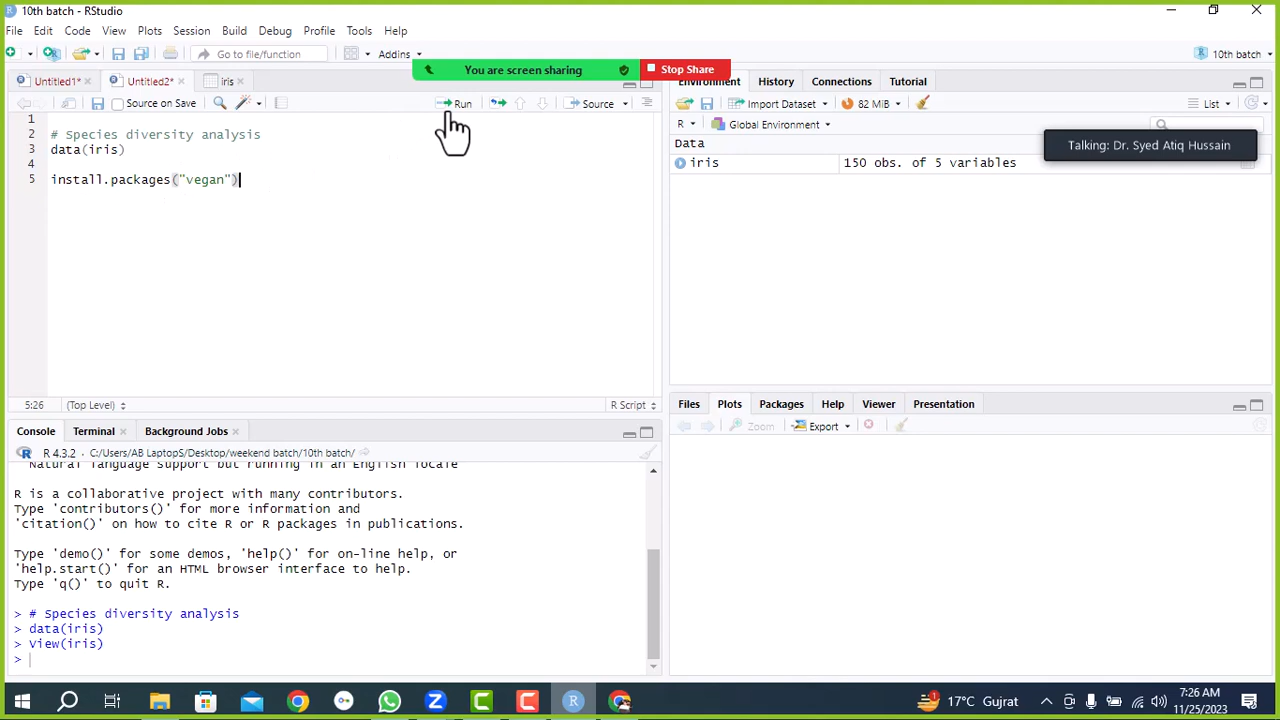 10th batch - RStudio
File Edit Code View Plots Session Build Debug Profile Tools Help
Go to file/function Addins 10th batch
You are screen sharing Stop Share
Untitled1* Untitled2* iris
Source on Save Run Source
1
2 # Species diversity analysis
3 data(iris)
4
5 install.packages("vegan")
5:26 (Top Level) R Script
Console Terminal Background Jobs
R 4.3.2 · C:/Users/AB LaptopS/Desktop/weekend batch/10th batch/
Natural language support but running in an English locale
R is a collaborative project with many contributors.
Type 'contributors()' for more information and
'citation()' on how to cite R or R packages in publications.
Type 'demo()' for some demos, 'help()' for on-line help, or
'help.start()' for an HTML browser interface to help.
Type 'q()' to quit R.
> # Species diversity analysis
> data(iris)
> View(iris)
>
Environment History Connections Tutorial
Import Dataset 82 MiB List
R Global Environment
Talking: Dr. Syed Atiq Hussain
Data
iris 150 obs. of 5 variables
Files Plots Packages Help Viewer Presentation
Zoom Export
17°C Gujrat
7:26 AM
11/25/2023